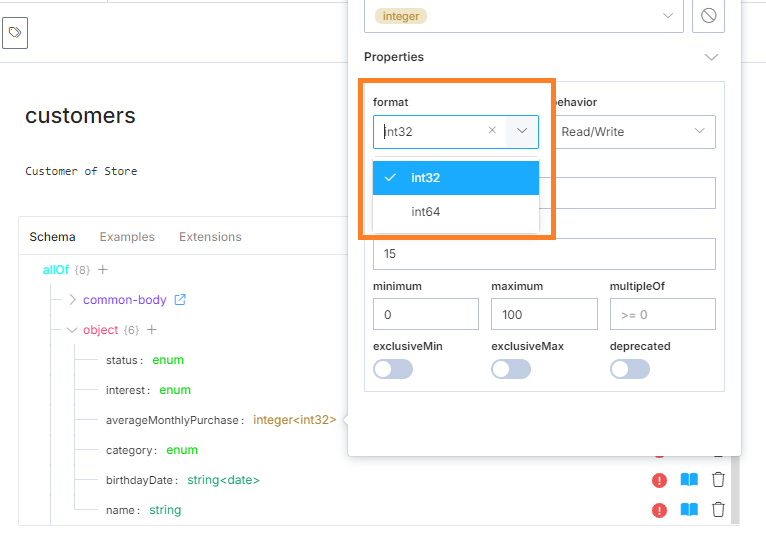 integer
Properties
format
behavior
int32
Read/Write
int32
int64
customers
Customer of Store
Schema
Examples
Extensions
15
allOf {8} +
common-body
minimum
maximum
multipleOf
0
100
>= 0
object {6} +
exclusiveMin
exclusiveMax
deprecated
status: enum
interest: enum
averageMonthlyPurchase: integer<int32>
category: enum
birthdayDate: string<date>
name: string